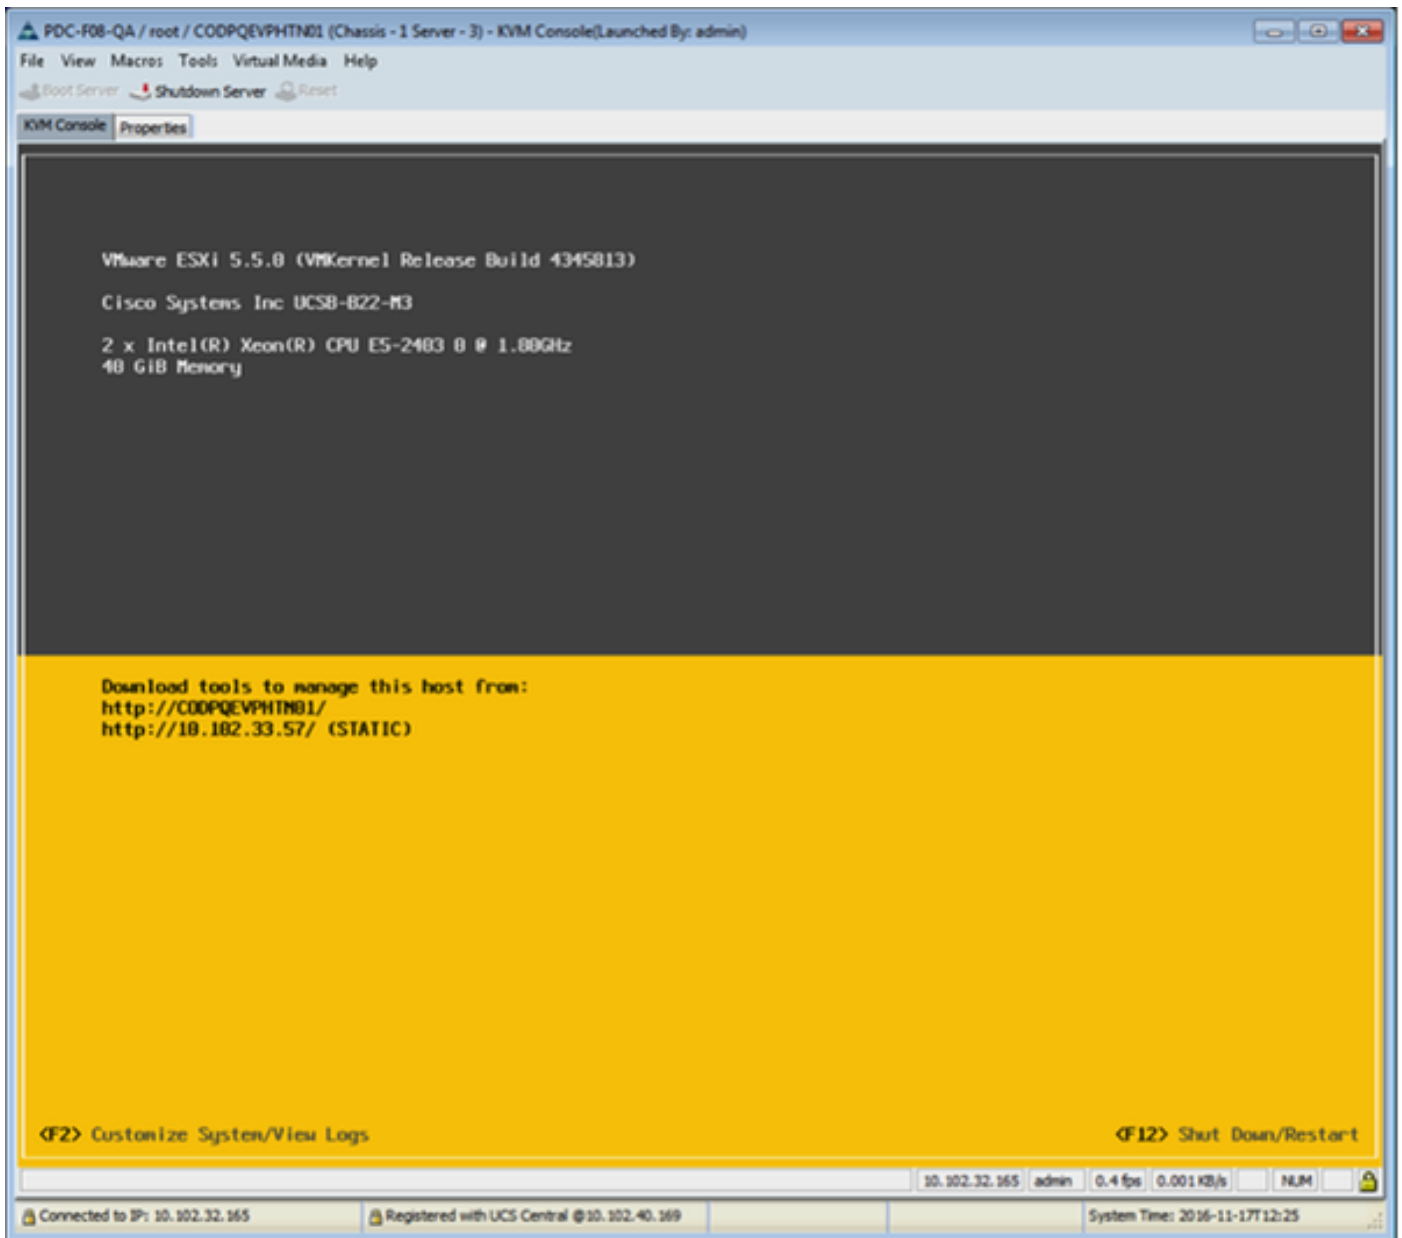 PDC-F08-QA / root / CODPQEVPHTN01 (Chassis - 1 Server - 3) - KVM Console(Launched By: admin)
File View Macros Tools Virtual Media Help
Boot Server Shutdown Server Reset
KVM Console Properties
VMware ESXi 5.5.0 (VMKernel Release Build 4345813)
Cisco Systems Inc UCSB-B22-M3
2 x Intel(R) Xeon(R) CPU E5-2403 0 @ 1.80GHz
48 GiB Memory
Download tools to manage this host from:
http://CODPQEVPHTN01/
http://10.102.33.57/ (STATIC)
<F2> Customize System/View Logs
<F12> Shut Down/Restart
10.102.32.165 admin 0.4 fps 0.001 KB/s NUM
Connected to IP: 10.102.32.165 Registered with UCS Central @10.102.40.169 System Time: 2016-11-17T12:25